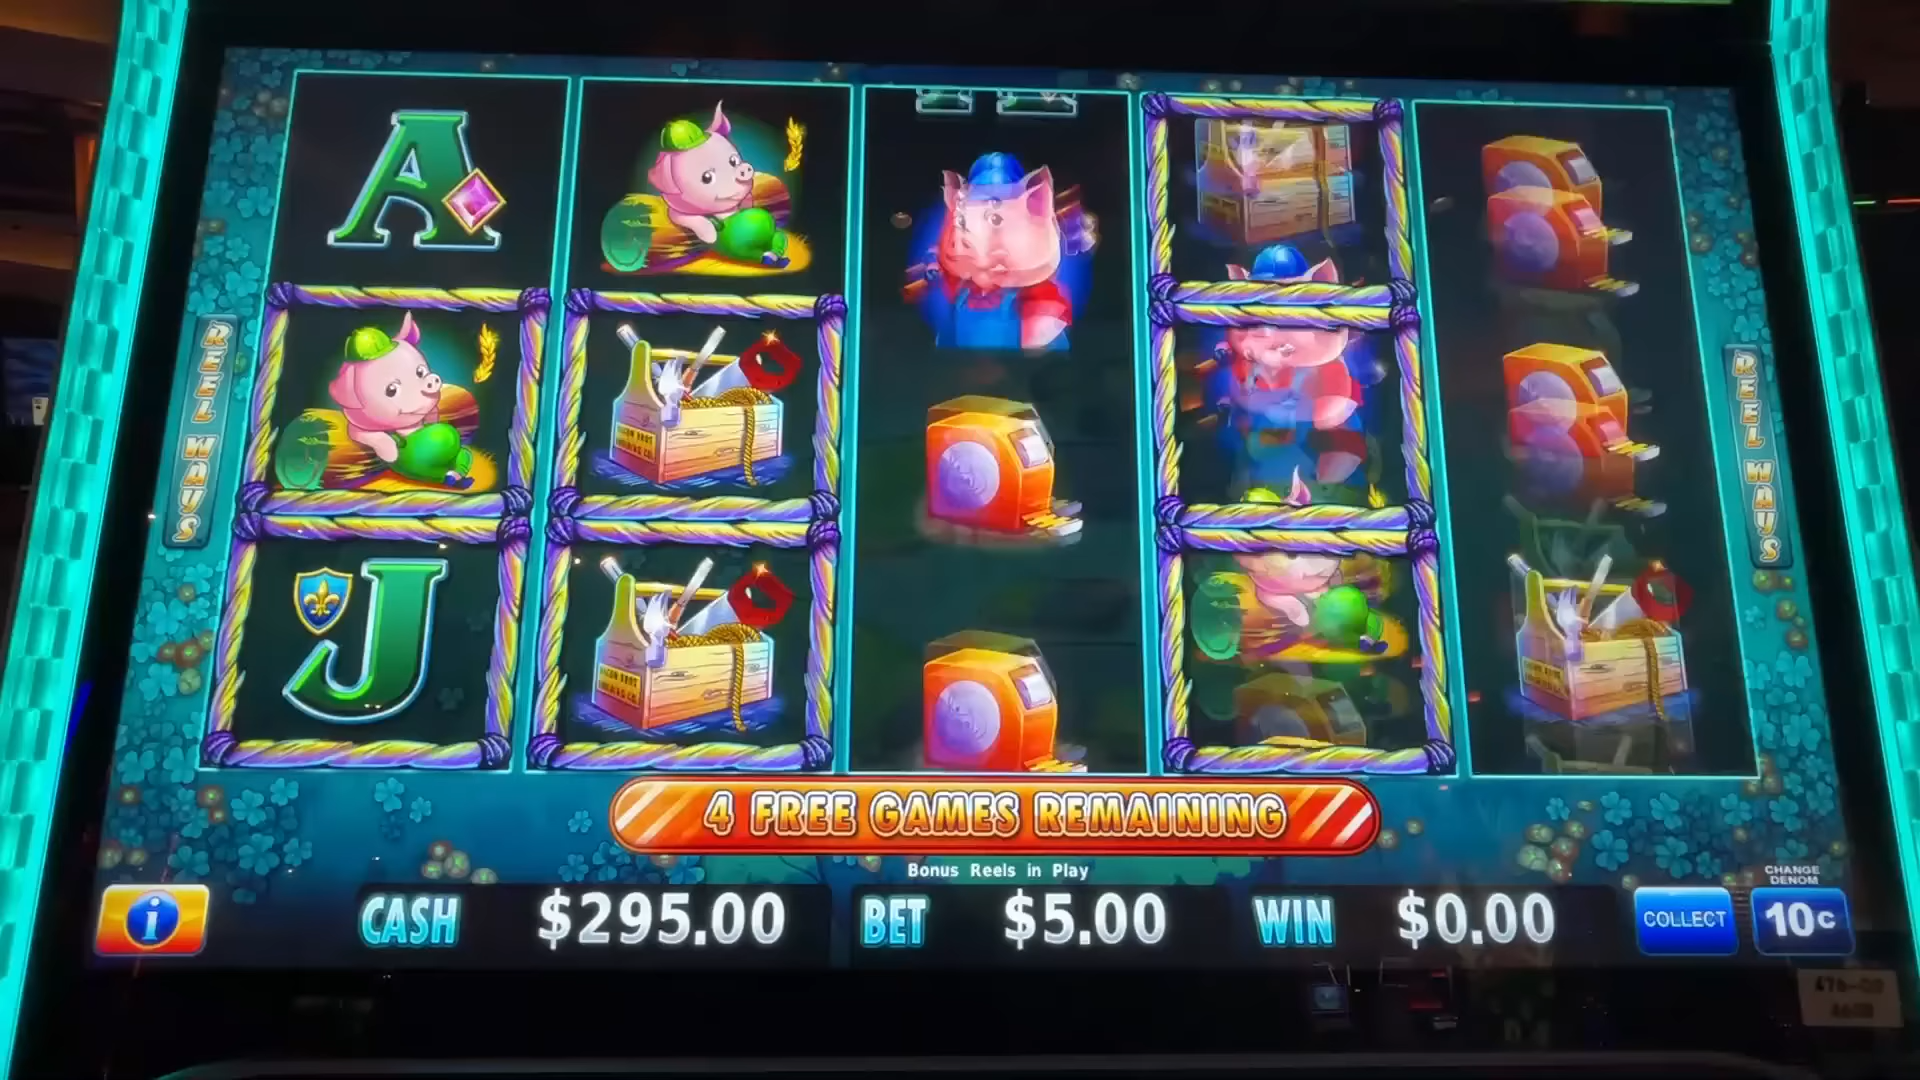 A
REEL WAYS
REEL WAYS
J
4 FREE GAMES REMAINING
Bonus Reels in Play
CASH $295.00 BET $5.00 WIN $0.00
COLLECT
CHANGE DENOM
10¢